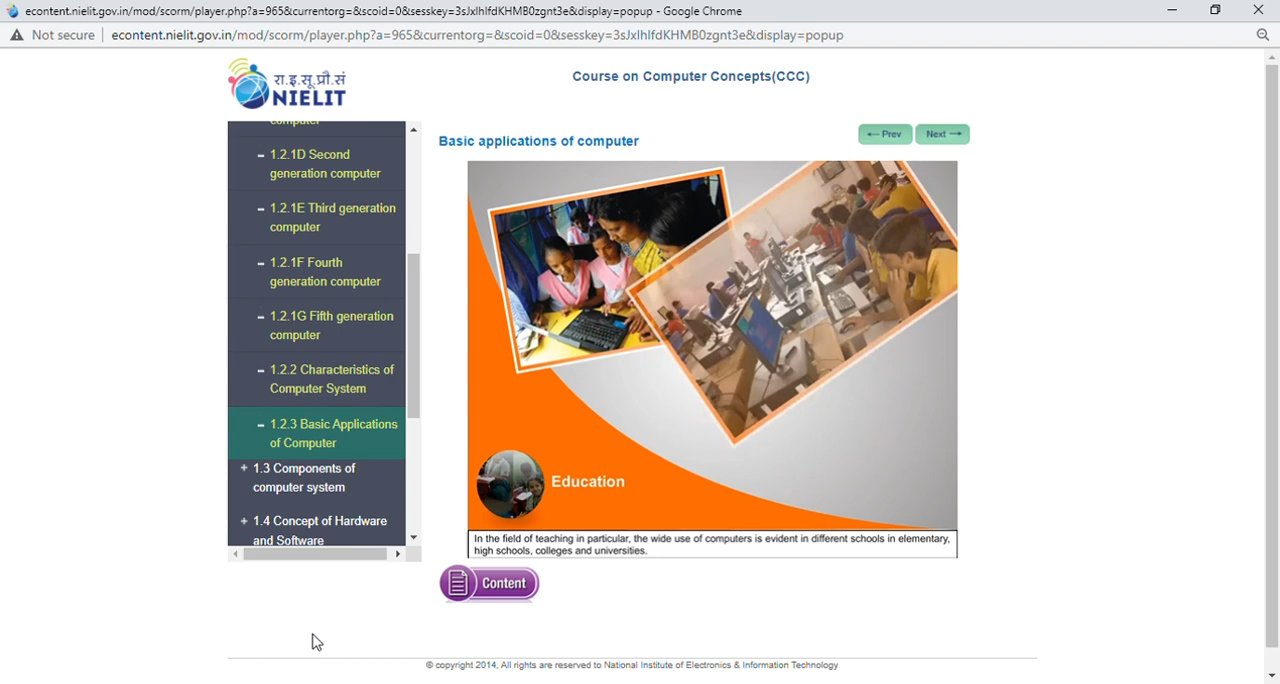 econtent.nielit.gov.in/mod/scorm/player.php?a=965&currentorg=&scoid=0&sesskey=3sJxlhlfdKHMB0zgnt3e&display=popup - Google Chrome
Not secure econtent.nielit.gov.in/mod/scorm/player.php?a=965&currentorg=&scoid=0&sesskey=3sJxlhlfdKHMB0zgnt3e&display=popup
रा.इ.सू.प्रौ.सं
NIELIT
Course on Computer Concepts(CCC)
computer
1.2.1D Second
generation computer
1.2.1E Third generation
computer
1.2.1F Fourth
generation computer
1.2.1G Fifth generation
computer
1.2.2 Characteristics of
Computer System
1.2.3 Basic Applications
of Computer
1.3 Components of
computer system
1.4 Concept of Hardware
and Software
Basic applications of computer
← Prev Next →
Education
In the field of teaching in particular, the wide use of computers is evident in different schools in elementary,
high schools, colleges and universities.
Content
© copyright 2014, All rights are reserved to National Institute of Electronics & Information Technology